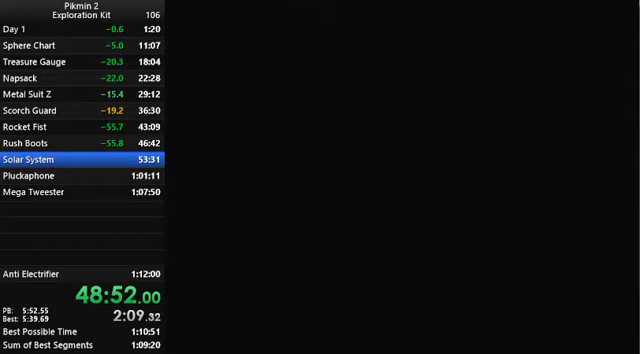 Pikmin 2
Exploration Kit 106
Day 1 −0.6 1:20
Sphere Chart −5.0 11:07
Treasure Gauge −20.3 18:04
Napsack −22.0 22:28
Metal Suit Z −15.4 29:12
Scorch Guard −19.2 36:30
Rocket Fist −55.7 43:09
Rush Boots −55.8 46:42
Solar System 53:31
Pluckaphone 1:01:11
Mega Tweester 1:07:50
Anti Electrifier 1:12:00
48:52.00
PB: 5:52.55
Best: 5:39.69 2:09.32
Best Possible Time 1:10:51
Sum of Best Segments 1:09:20